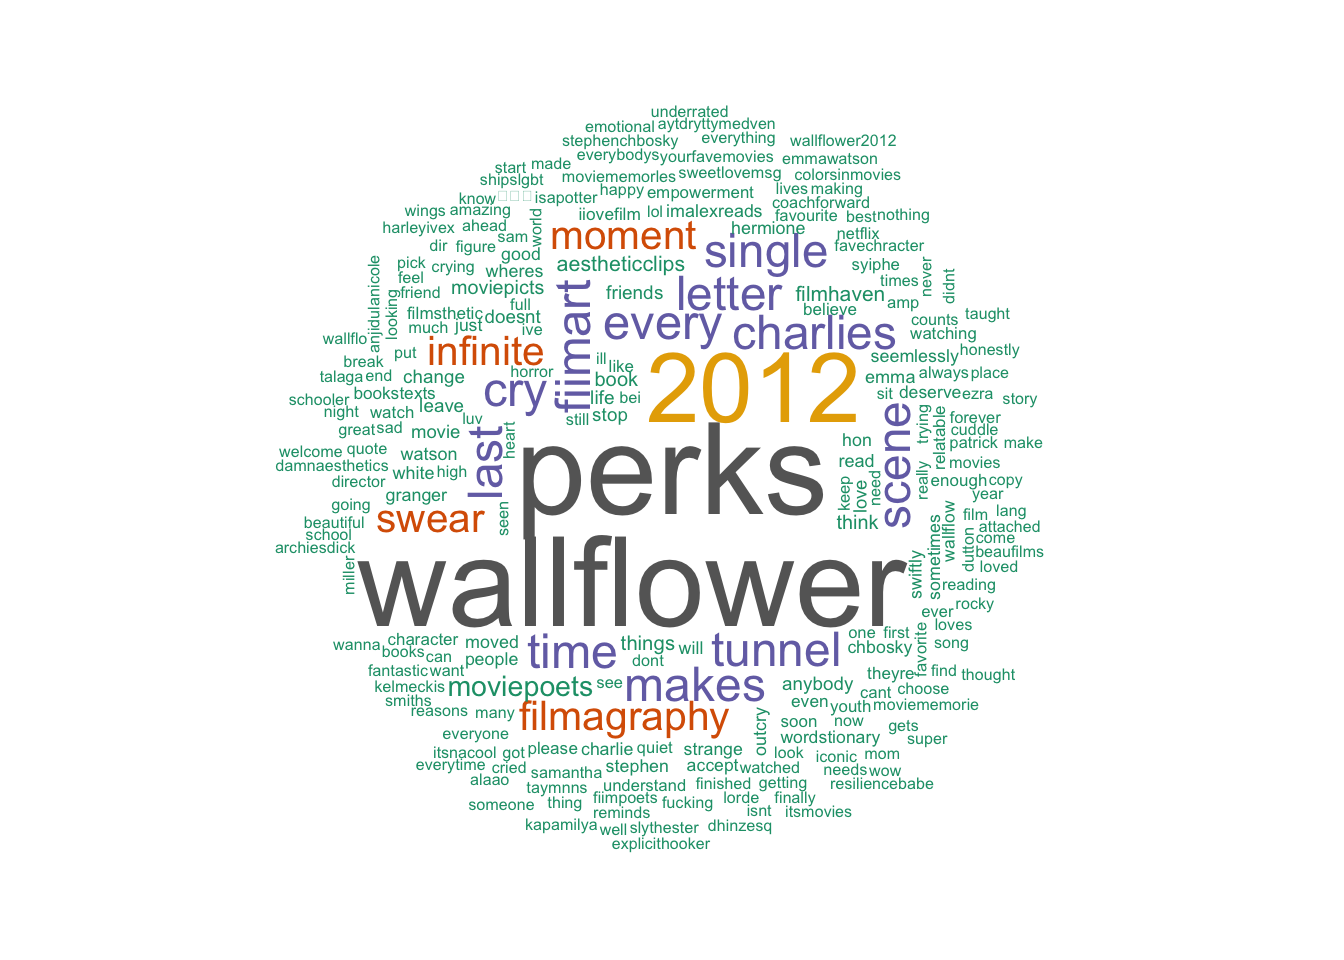 underrated
emotional aytdryttymedven
stephenchbosky everything wallflower2012
everybodys yourfavemovies emmawatson
start made moviememorles sweetlovemsg colorsinmovies
shipslgbt happy empowerment lives making
know isapotter coachforward
wings amazing world iiovefilm lol imalexreads favourite best nothing
harleyivex ahead sam moment hermione netflix
dir figure good single favechracter
pick crying wheres aestheticclips syiphe never
anjidulanicole feel moviepicts letter times didnt
looking friend full friends filmhaven amp
filmsthetic doesnt fiimart every believe counts taught
much just ive charlies watching
wallflo infinite seemlessly honestly
break put horror ill like 2012 emma always place
talaga end change cry book sit deserve ezra story
schooler bookstexts life bei
night watch leave luv still stop scene trying forever
great sad movie last heart perks hon relatable cuddle
welcome quote watson read patrick make
damnaesthetics white high keep love need really movies
director granger enough copy
going swear seen think year
beautiful film lang
school sometimes wallflow attached
archiesdick dutton come
miller wallflower swiftly beaufilms
loved
reading
ever rocky
wanna character moved time things will tunnel one first favorite loves song
books can people dont chbosky
fantastic want theyre find thought
kelmeckis moviepoets see makes anybody cant choose
smiths even youth moviememorie
reasons many filmagraphy outcry soon now gets
everyone wordstionary super
itsnacool got please charlie quiet strange look iconic mom
everytime cried samantha stephen accept watched needs wow
alaao taymnns understand finished getting resiliencebabe
someone thing fiimpoets fucking lorde finally
reminds isnt itsmovies
kapamilya well slythester dhinzesq
explicithooker